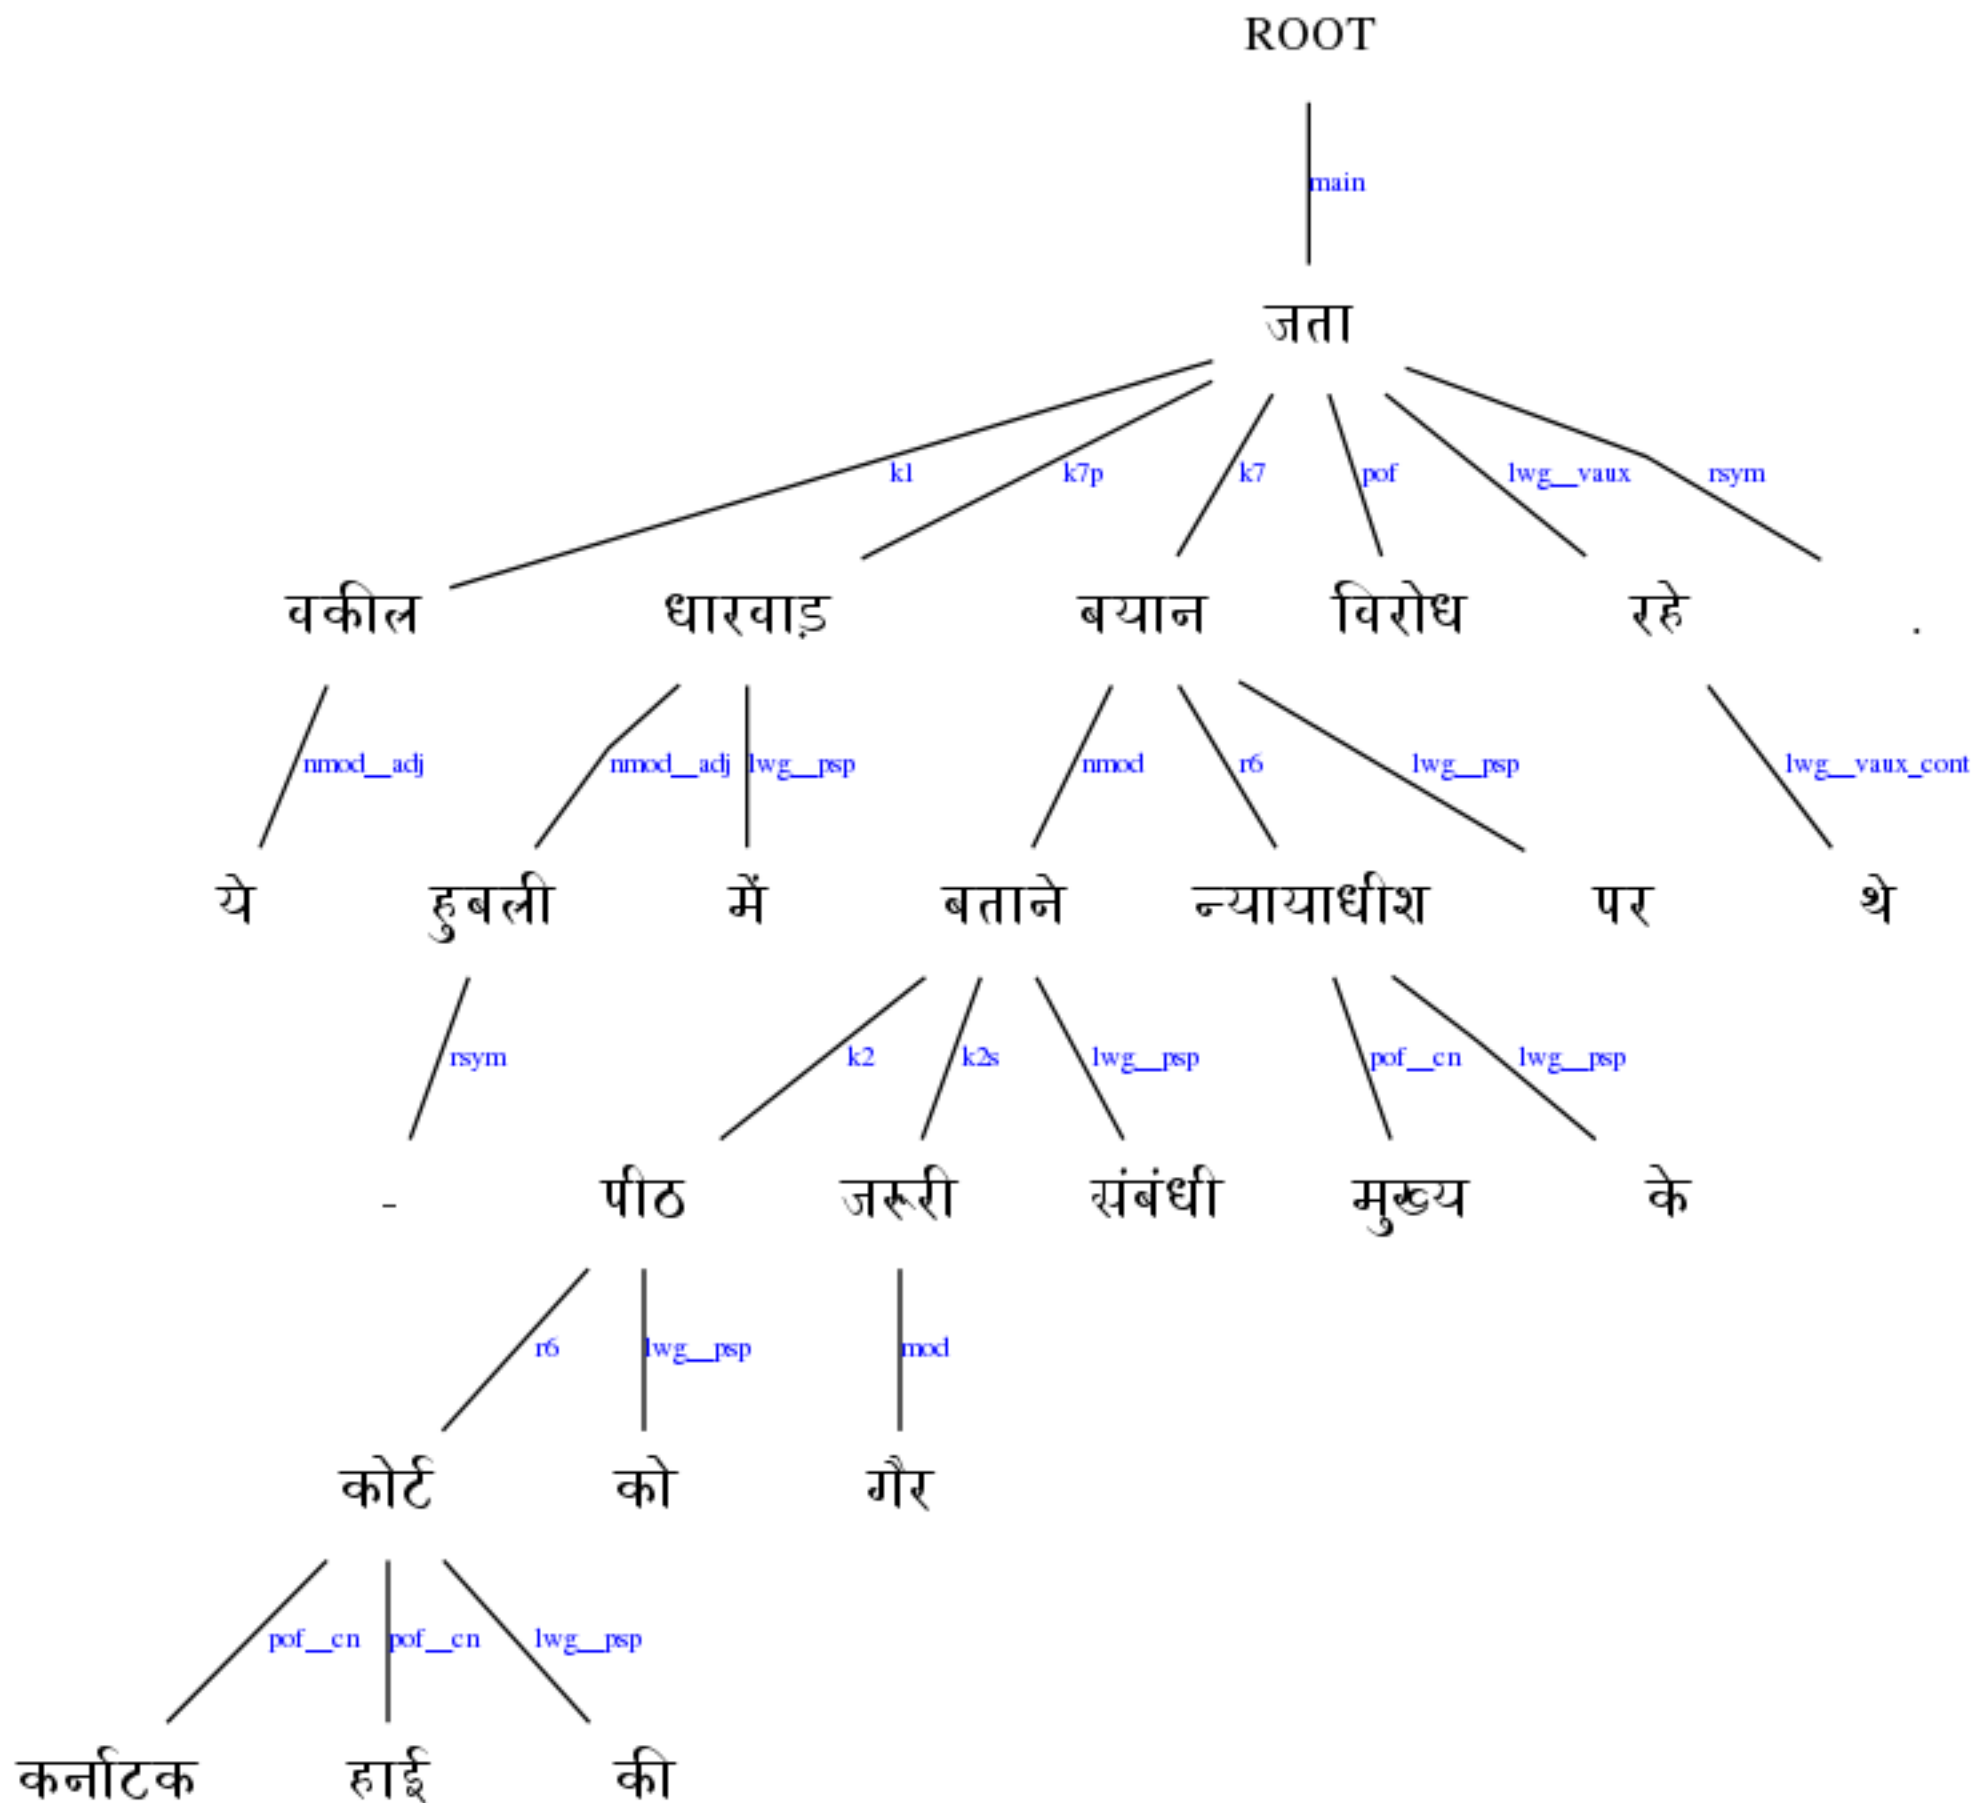 ROOT
main
जता
k1 k7p k7 pof lwg__vaux rsym
वकील धारवाड़ बयान विरोध रहे .
nmod__adj nmod__adj lwg__psp nmod r6 lwg__psp lwg__vaux_cont
ये हुबली में बताने न्यायाधीश पर थे
rsym k2 k2s lwg__psp pof__cn lwg__psp
- पीठ जरूरी संबंधी मुख्य के
r6 lwg__psp mod
कोर्ट को गैर
pof__cn pof__cn lwg__psp
कर्नाटक हाई की